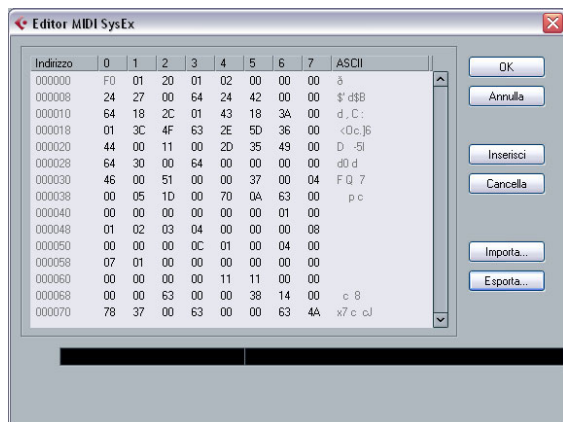 Editor MIDI SysEx
Indirizzo 0 1 2 3 4 5 6 7 ASCII
000000 F0 01 20 01 02 00 00 00 ð
000008 24 27 00 64 24 42 00 00 $' d$B
000010 64 18 2C 01 43 18 3A 00 d , C :
000018 01 3C 4F 63 2E 5D 36 00 <Oc.]6
000020 44 00 11 00 2D 35 49 00 D -5I
000028 64 30 00 64 00 00 00 00 d0 d
000030 46 00 51 00 00 37 00 04 F Q 7
000038 00 05 1D 00 70 0A 63 00 p c
000040 00 00 00 00 00 00 01 00
000048 01 02 03 04 00 00 00 08
000050 00 00 00 0C 01 00 04 00
000058 07 01 00 00 00 00 00 00
000060 00 00 00 00 11 11 00 00
000068 00 00 63 00 00 38 14 00 c 8
000070 78 37 00 63 00 00 63 4A x7 c cJ
OK
Annulla
Inserisci
Cancella
Importa...
Esporta...